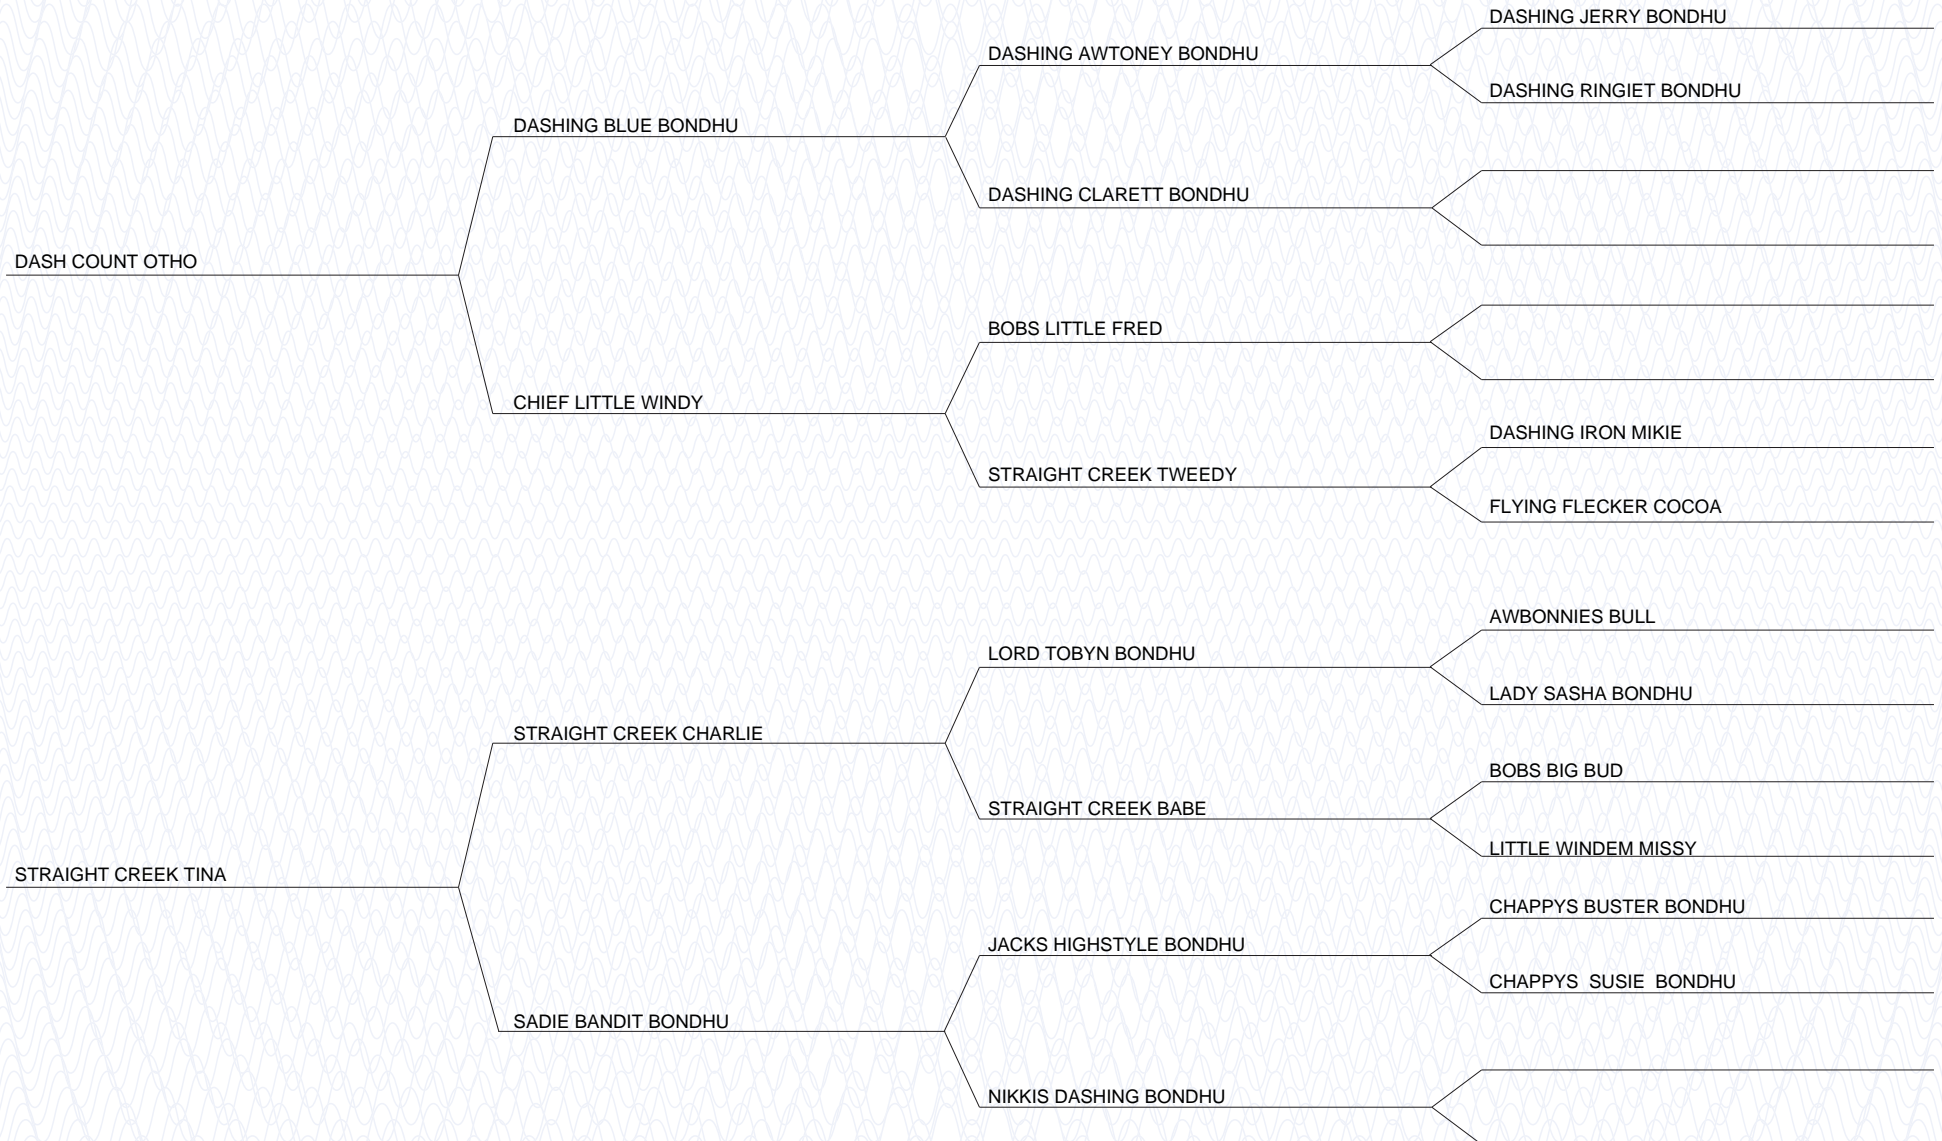 DASHING JERRY BONDHU
DASHING AWTONEY BONDHU
DASHING RINGIET BONDHU
DASHING BLUE BONDHU
DASHING CLARETT BONDHU
DASH COUNT OTHO
BOBS LITTLE FRED
CHIEF LITTLE WINDY
DASHING IRON MIKIE
STRAIGHT CREEK TWEEDY
FLYING FLECKER COCOA
AWBONNIES BULL
LORD TOBYN BONDHU
LADY SASHA BONDHU
STRAIGHT CREEK CHARLIE
BOBS BIG BUD
STRAIGHT CREEK BABE
LITTLE WINDEM MISSY
STRAIGHT CREEK TINA
CHAPPYS BUSTER BONDHU
JACKS HIGHSTYLE BONDHU
CHAPPYS  SUSIE  BONDHU
SADIE BANDIT BONDHU
NIKKIS DASHING BONDHU